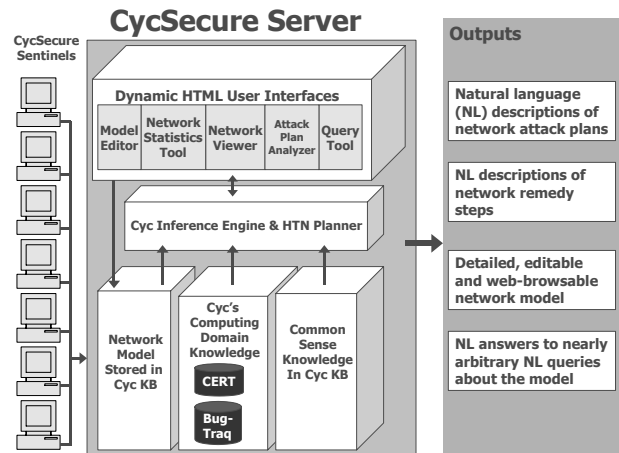 CycSecure Server
CycSecure
Sentinels
Dynamic HTML User Interfaces
Model
Editor
Network
Statistics
Tool
Network
Viewer
Attack
Plan
Analyzer
Query
Tool
Cyc Inference Engine & HTN Planner
Network
Model
Stored in
Cyc KB
Cyc's
Computing
Domain
Knowledge
CERT
Bug-
Traq
Common
Sense
Knowledge
In Cyc KB
Outputs
Natural language
(NL) descriptions of
network attack plans
NL descriptions of
network remedy
steps
Detailed, editable
and web-browsable
network model
NL answers to nearly
arbitrary NL queries
about the model